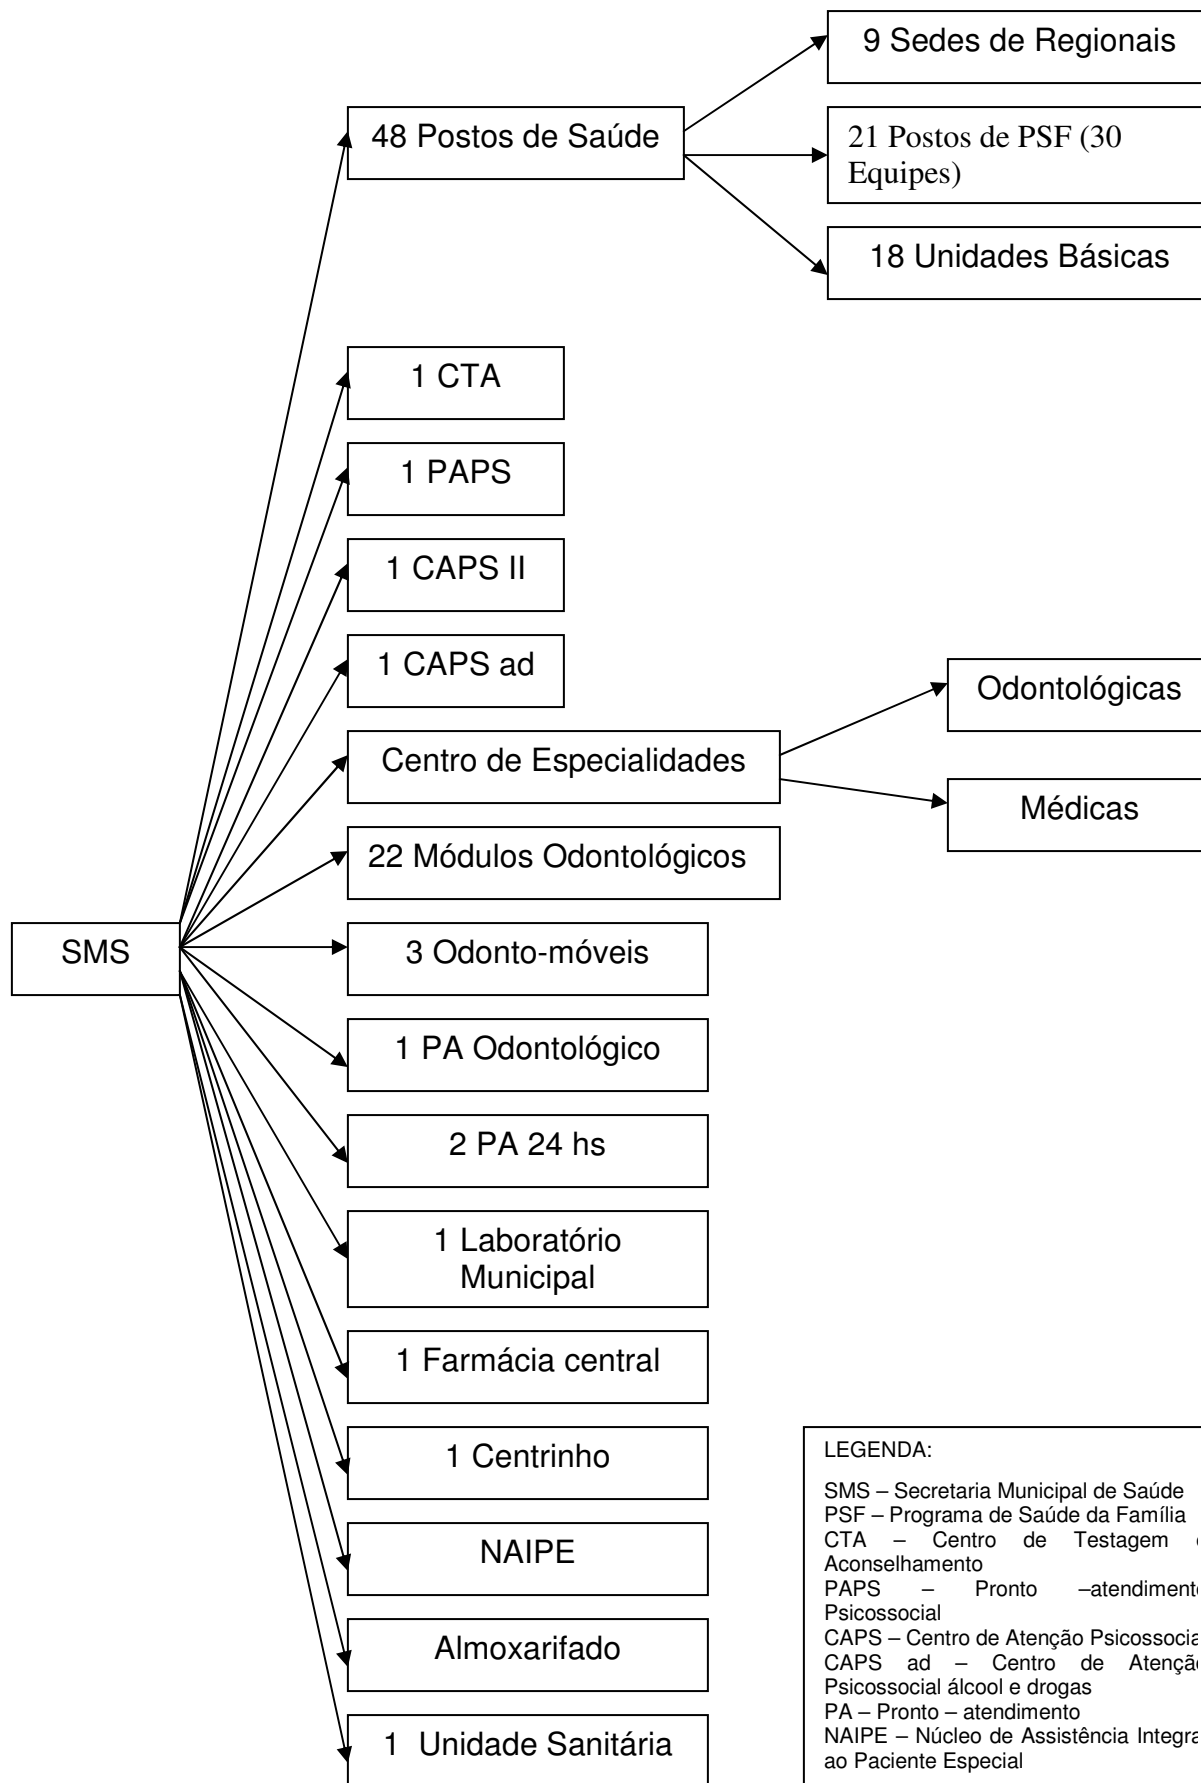 9 Sedes de Regionais
48 Postos de Saúde
21 Postos de PSF (30
Equipes)
18 Unidades Básicas
1 CTA
1 PAPS
1 CAPS II
1 CAPS ad
Centro de Especialidades
Odontológicas
Médicas
22 Módulos Odontológicos
SMS
3 Odonto-móveis
1 PA Odontológico
2 PA 24 hs
1 Laboratório
Municipal
1 Farmácia central
1 Centrinho
NAIPE
Almoxarifado
1 Unidade Sanitária
LEGENDA:
SMS – Secretaria Municipal de Saúde
PSF – Programa de Saúde da Família
CTA – Centro de Testagem
Aconselhamento
PAPS – Pronto –atendimento
Psicossocial
CAPS – Centro de Atenção Psicossocial
CAPS ad – Centro de Atenção
Psicossocial álcool e drogas
PA – Pronto – atendimento
NAIPE – Núcleo de Assistência Integral
ao Paciente Especial